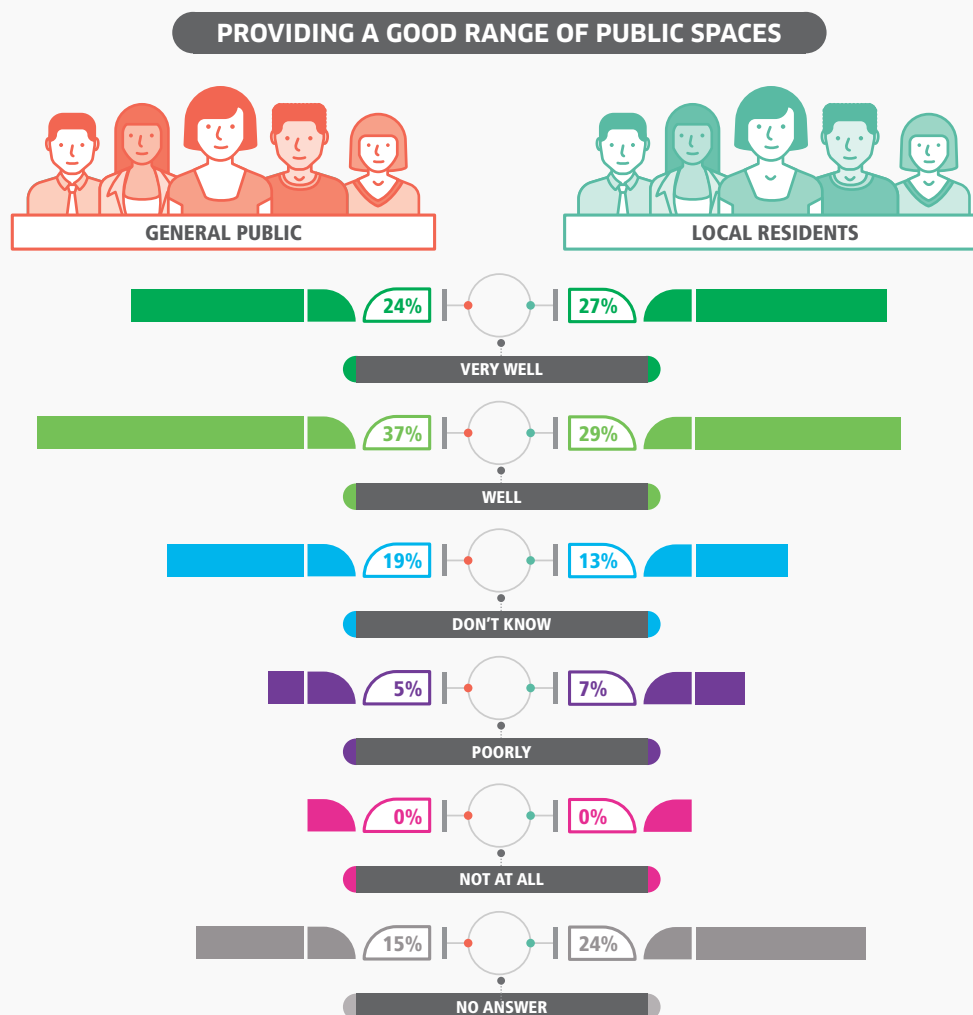 PROVIDING A GOOD RANGE OF PUBLIC SPACES
GENERAL PUBLIC
LOCAL RESIDENTS
24%
27%
VERY WELL
37%
29%
WELL
19%
13%
DON'T KNOW
5%
7%
POORLY
0%
0%
NOT AT ALL
15%
24%
NO ANSWER